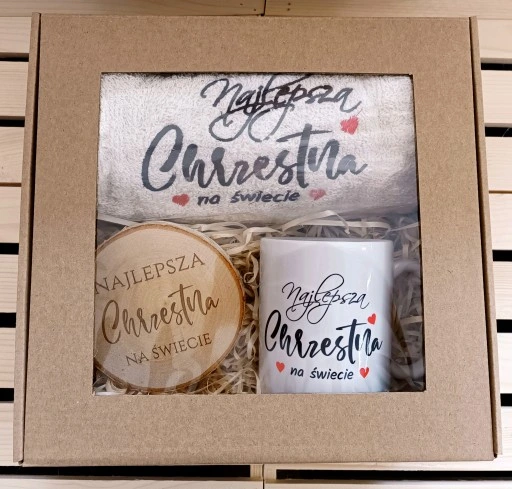 Najlepsza
Chrzestna
na świecie
NAJLEPSZA
Chrzestna
NA ŚWIECIE
Najlepsza
Chrzestna
na świecie